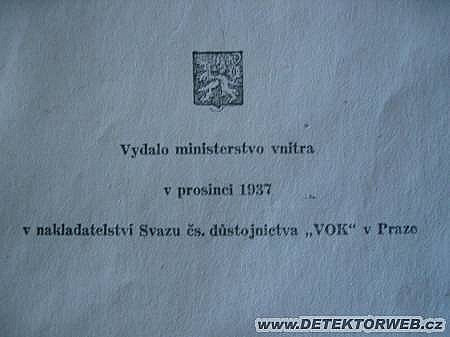 Vydalo ministerstvo vnitra
v prosinci 1937
v nakladatelství Svazu čs. důstojnictva „VOK“ v Praze
www.DETEKTORWEB.cz